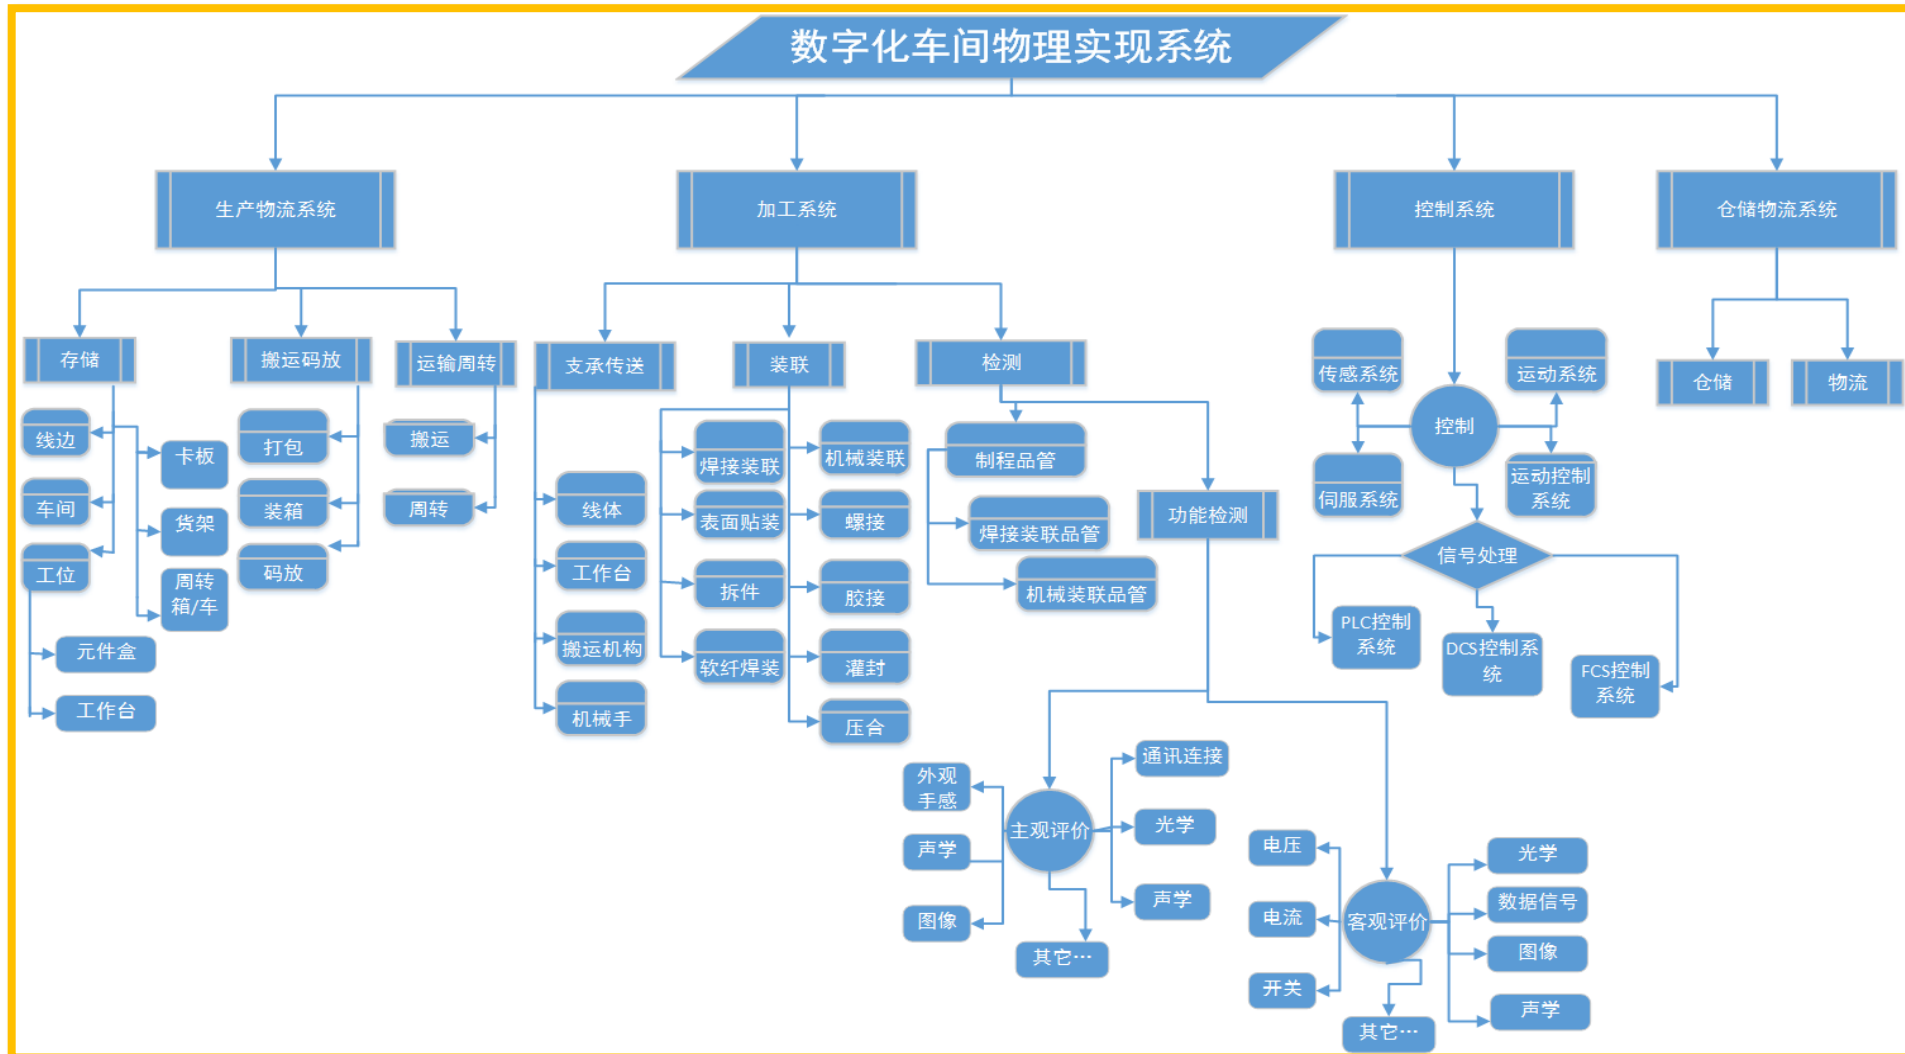 数字化车间物理实现系统
生产物流系统
加工系统
控制系统
仓储物流系统
存储
搬运码放
运输周转
支承传送
装联
检测
传感系统
运动系统
仓储
物流
线边
卡板
打包
搬运
车间
货架
装箱
周转
工位
周转
箱/车
码放
元件盒
工作台
线体
工作台
搬运机构
机械手
焊接装联
机械装联
表面贴装
螺接
拆件
胶接
软纤焊装
灌封
压合
制程品管
焊接装联品管
机械装联品管
功能检测
控制
伺服系统
运动控制
系统
信号处理
PLC控制
系统
DCS控制系
统
FCS控制
系统
主观评价
外观
手感
声学
图像
通讯连接
光学
声学
其它…
客观评价
电压
电流
开关
光学
数据信号
图像
声学
其它…